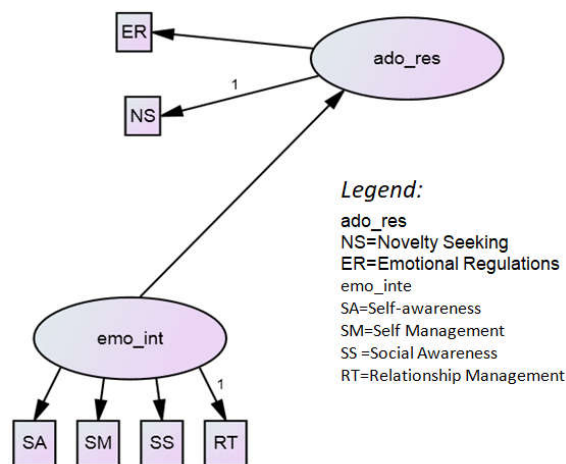 ER
ado_res
1
NS
Legend:
ado_res
NS=Novelty Seeking
ER=Emotional Regulations
emo_inte
SA=Self-awareness
SM=Self Management
SS =Social Awareness
RT=Relationship Management
emo_int
1
SA
SM
SS
RT